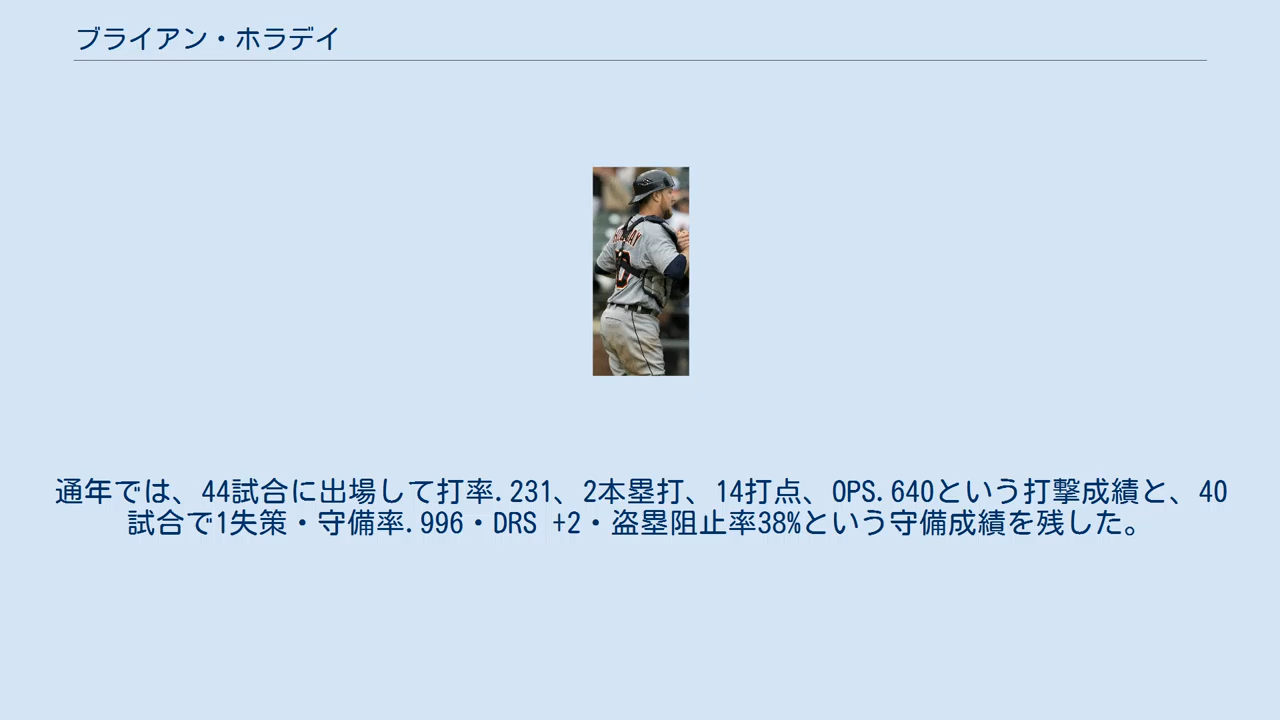 ブライアン・ホラデイ
通年では、44試合に出場して打率.231、2本塁打、14打点、OPS.640という打撃成績と、40
試合で1失策・守備率.996・DRS +2・盗塁阻止率38%という守備成績を残した。